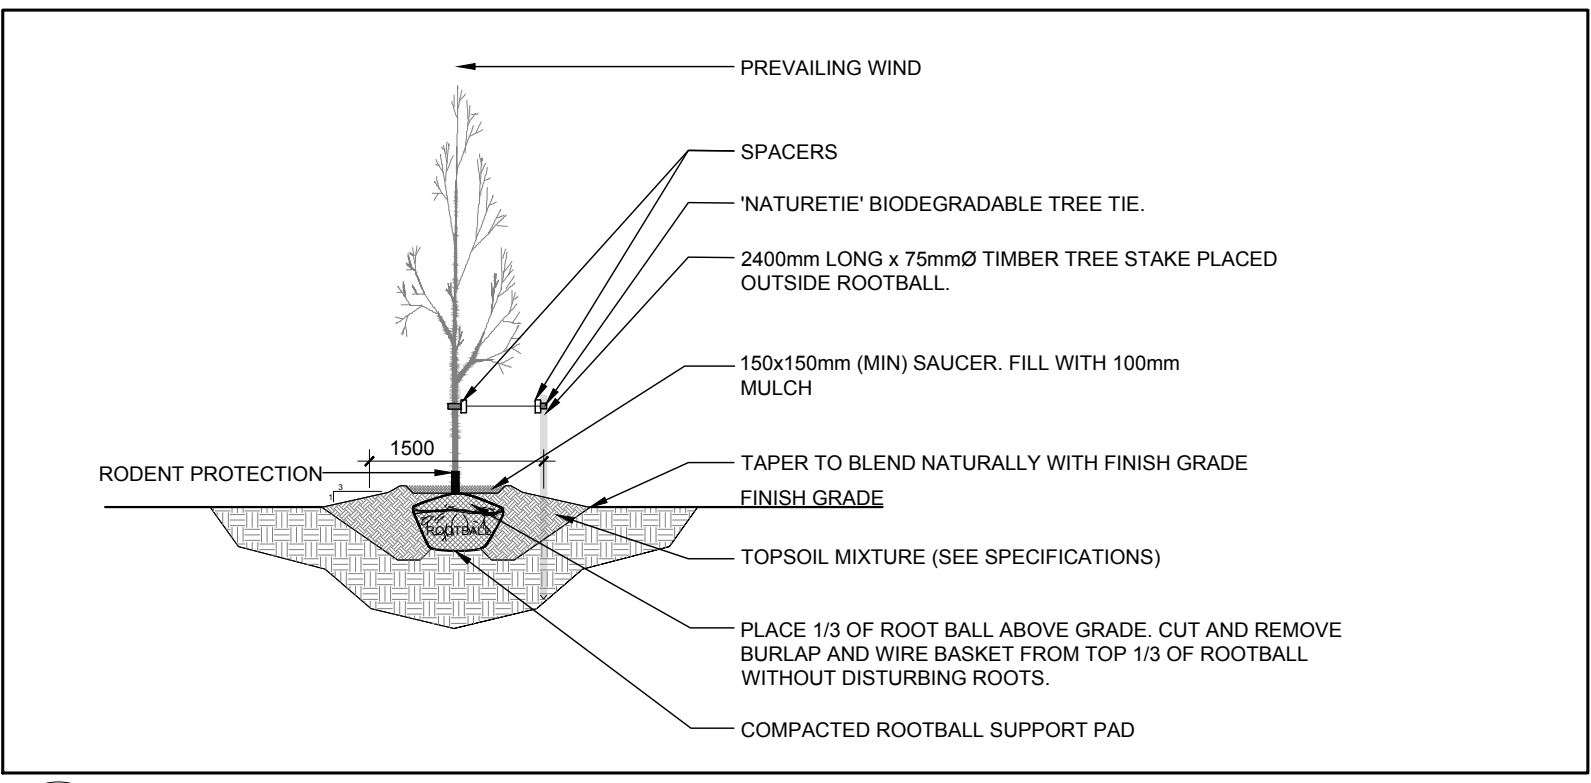 PREVAILING WIND
SPACERS
'NATURETIE' BIODEGRADABLE TREE TIE.
2400mm LONG x 75mmØ TIMBER TREE STAKE PLACED
OUTSIDE ROOTBALL.
150x150mm (MIN) SAUCER. FILL WITH 100mm
MULCH
1500
RODENT PROTECTION
TAPER TO BLEND NATURALLY WITH FINISH GRADE
3
1
FINISH GRADE
ROOTBALL
TOPSOIL MIXTURE (SEE SPECIFICATIONS)
PLACE 1/3 OF ROOT BALL ABOVE GRADE. CUT AND REMOVE
BURLAP AND WIRE BASKET FROM TOP 1/3 OF ROOTBALL
WITHOUT DISTURBING ROOTS.
COMPACTED ROOTBALL SUPPORT PAD